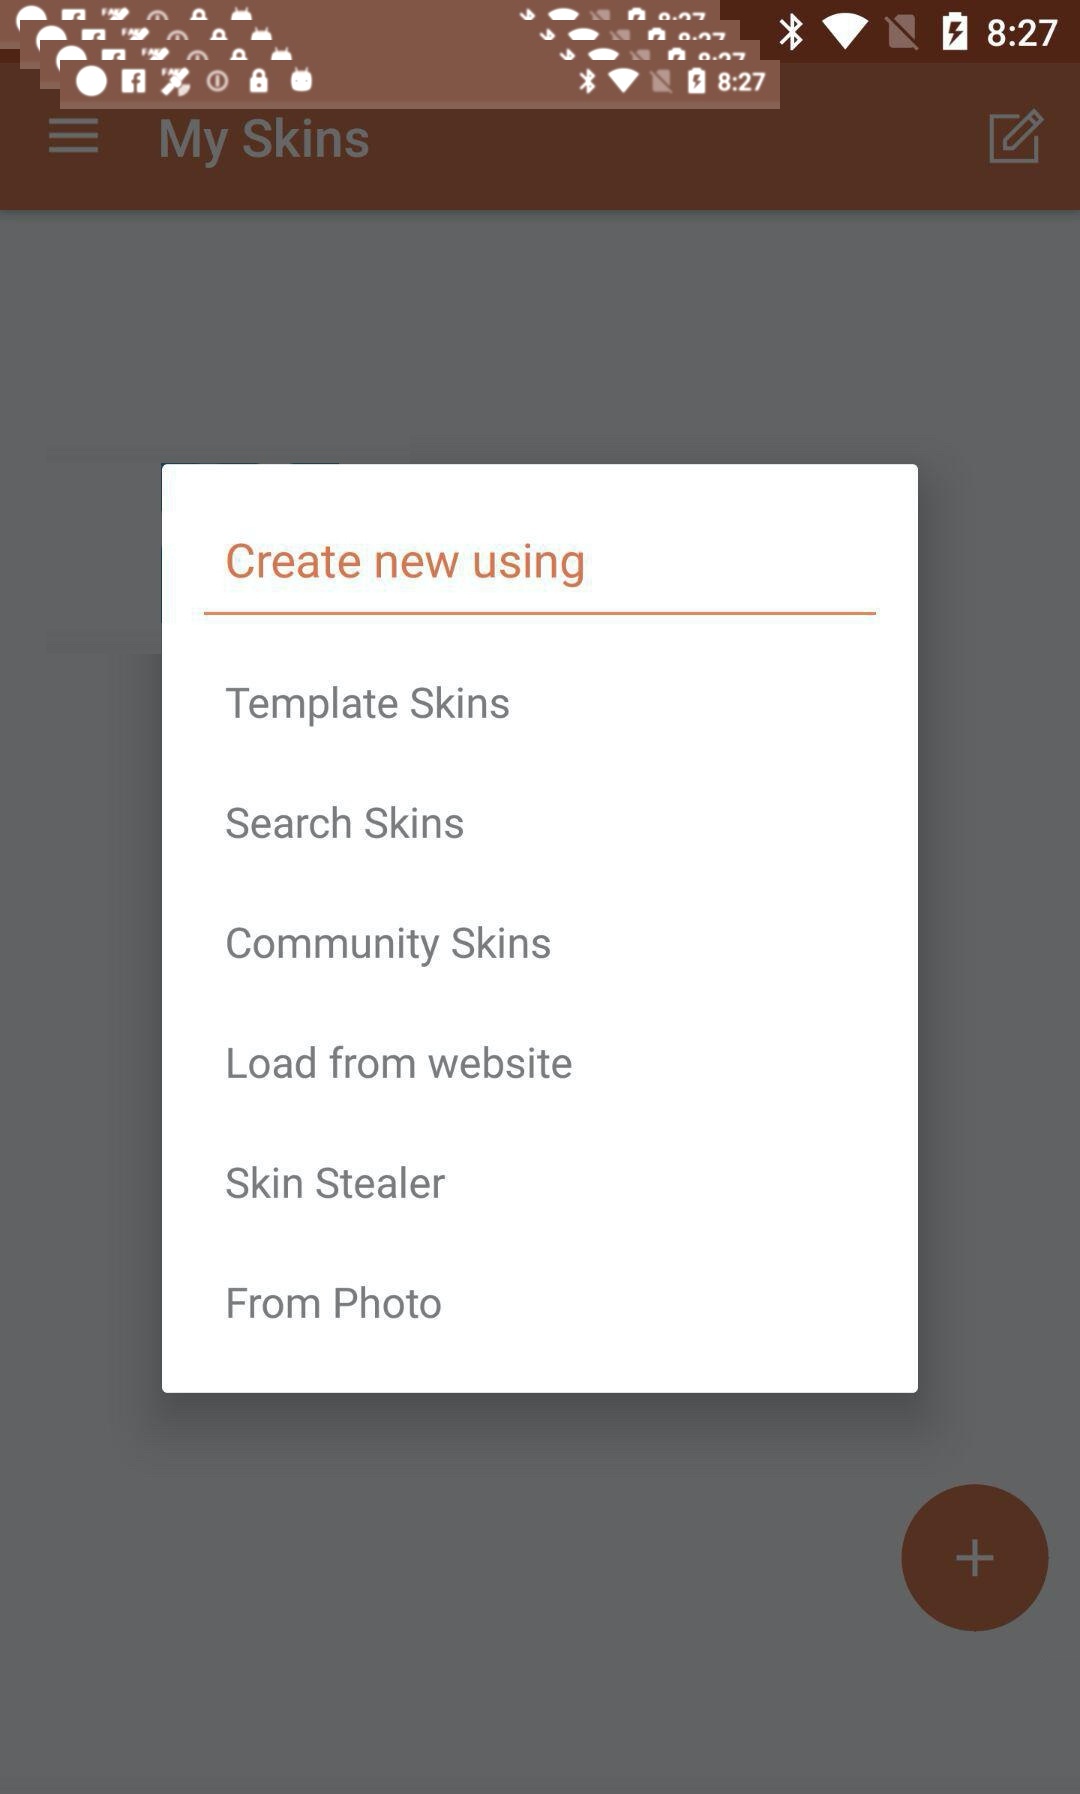 8:27
8:27
My Skins
Create new using
Template Skins
Search Skins
Community Skins
Load from website
Skin Stealer
From Photo